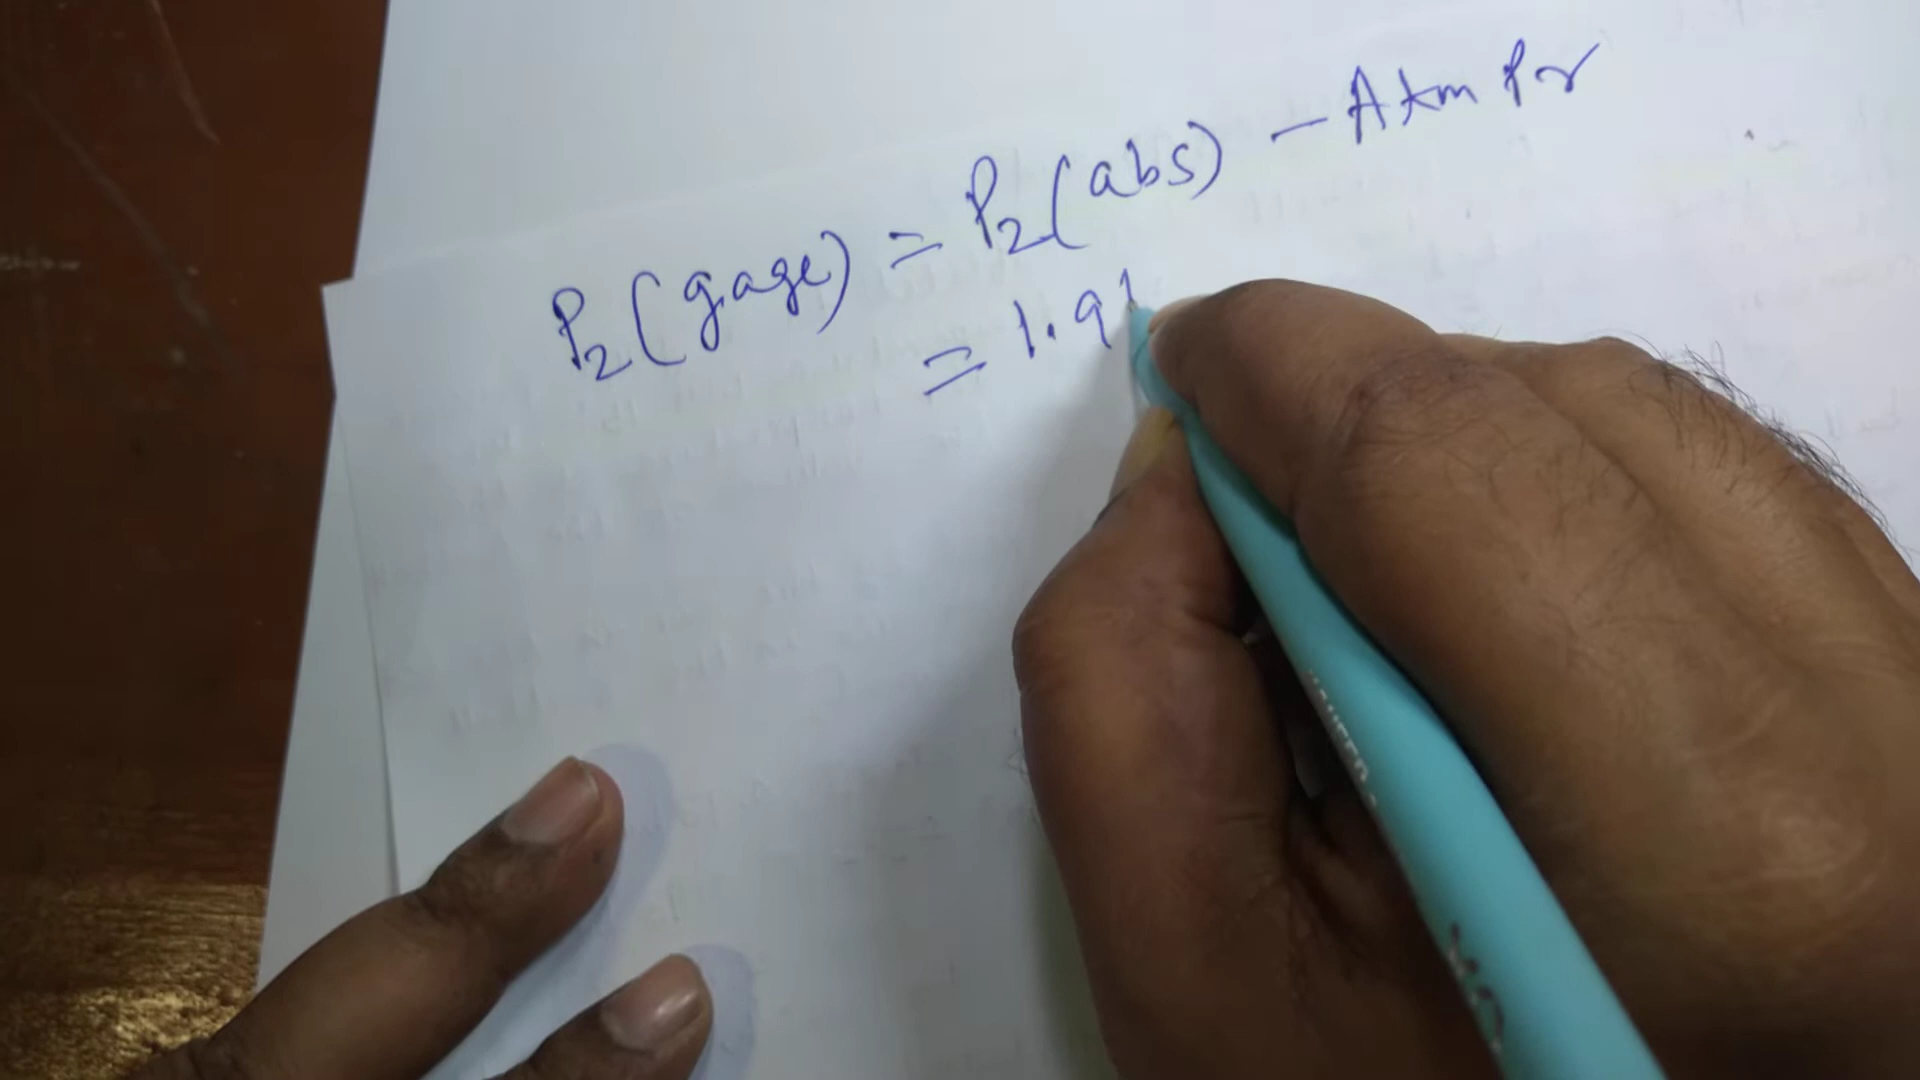 P2(gage) = P2(abs) - Atm Pr
= 1.91